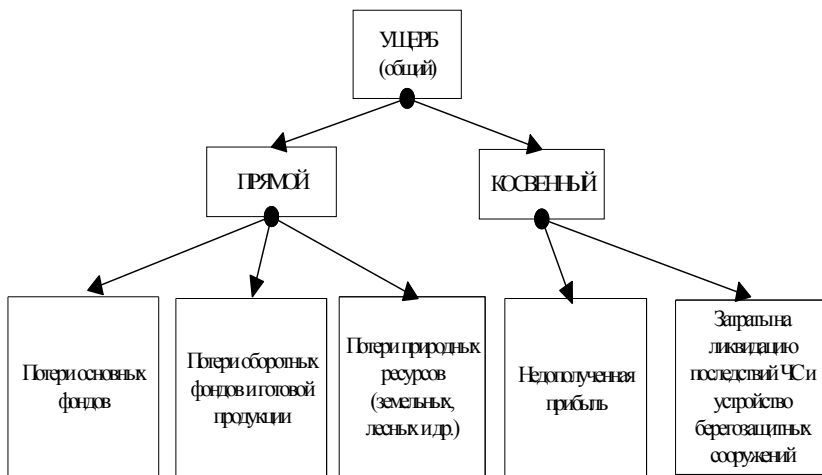 УЩЕРБ
(общий)
ПРЯМОЙ
КОСВЕННЫЙ
Потери основных
фондов
Потери оборотных
фондов и готовой
продукции
Потери природных
ресурсов
(земельных,
лесных и др.)
Недополученная
прибыль
Затраты на
ликвидацию
последствий ЧС и
устройство
берегозащитных
сооружений